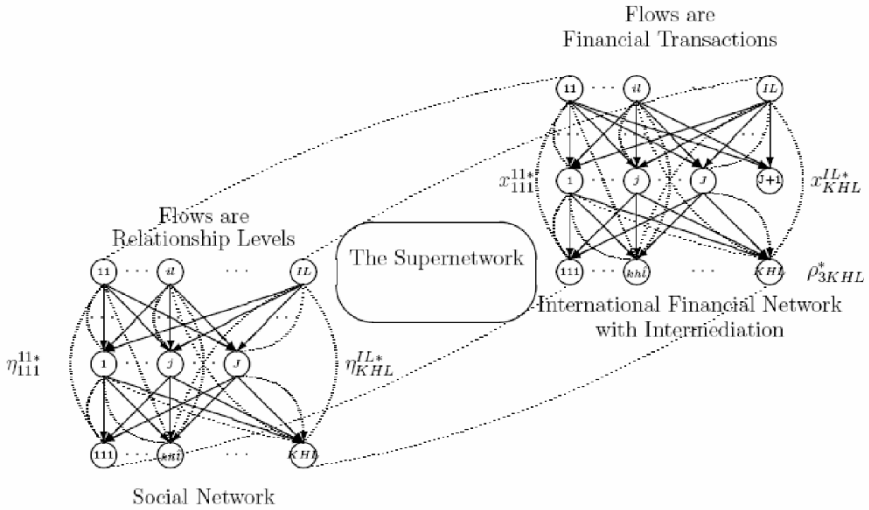 Flows are
Financial Transactions
11 · · · il · · · · · · IL
x^{11*}_{111} 1 · · · j · · · J J+1 x^{IL*}_{KHL}
111 · · · khl̂ · · · KHL ρ^*_{3KHL}
International Financial Network
with Intermediation
The Supernetwork
Flows are
Relationship Levels
11 · · · il · · · IL
η^{11*}_{111} 1 · · · j · · · J η^{IL*}_{KHL}
111 · · · khl̂ · · · KHL
Social Network